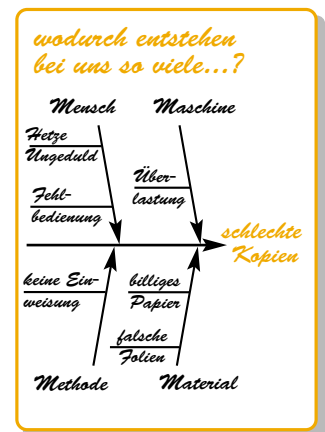 wodurch entstehen
bei uns so viele...?
Mensch
Maschine
Hetze
Ungeduld
Fehl-
bedienung
Über-
lastung
schlechte
Kopien
keine Ein-
weisung
billiges
Papier
falsche
Folien
Methode
Material